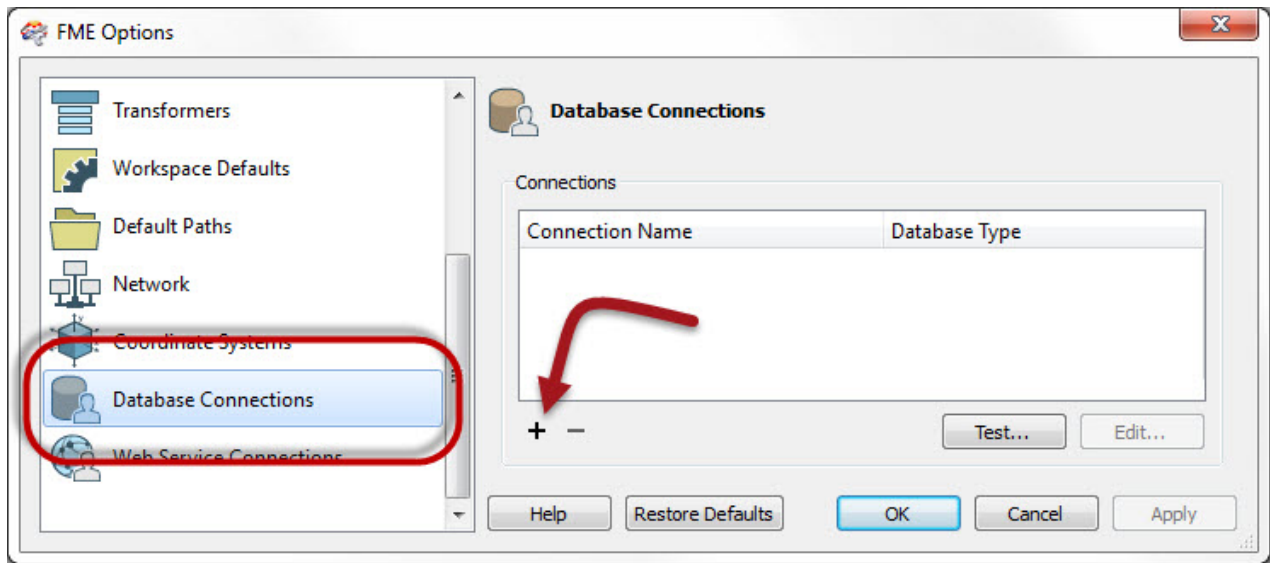 FME Options
Transformers
Workspace Defaults
Default Paths
Network
Coordinate Systems
Database Connections
Web Service Connections
Database Connections
Connections
Connection Name Database Type
+ −
Test... Edit...
Help Restore Defaults OK Cancel Apply